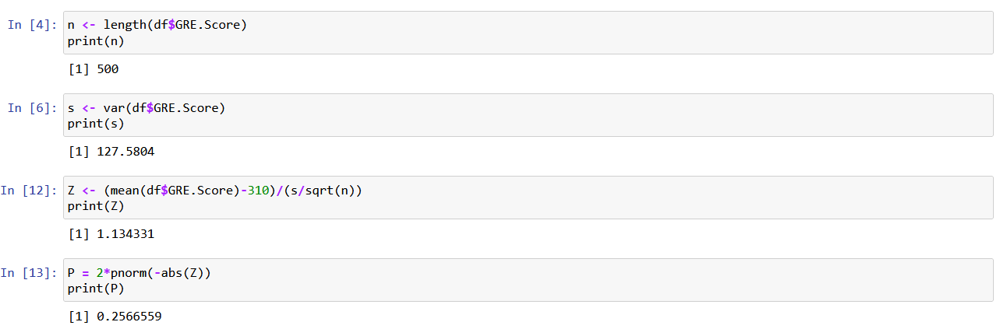 In [4]: n <- length(df$GRE.Score)
print(n)
[1] 500
In [6]: s <- var(df$GRE.Score)
print(s)
[1] 127.5804
In [12]: Z <- (mean(df$GRE.Score)-310)/(s/sqrt(n))
print(Z)
[1] 1.134331
In [13]: P = 2*pnorm(-abs(Z))
print(P)
[1] 0.2566559